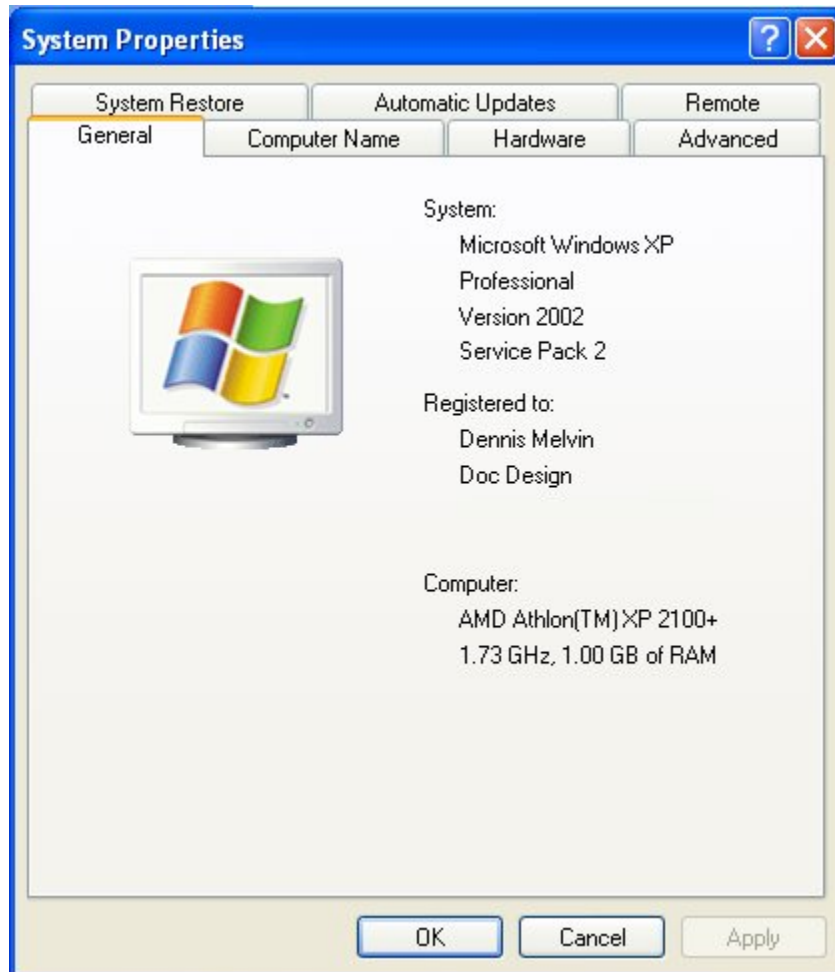 System Properties
System Restore Automatic Updates Remote
General Computer Name Hardware Advanced
System:
Microsoft Windows XP
Professional
Version 2002
Service Pack 2
Registered to:
Dennis Melvin
Doc Design
Computer:
AMD Athlon(TM) XP 2100+
1.73 GHz, 1.00 GB of RAM
OK Cancel Apply